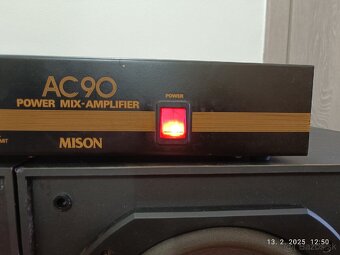 AC90
POWER
POWER MIX-AMPLIFIER
MISON
13. 2. 2025 12:50